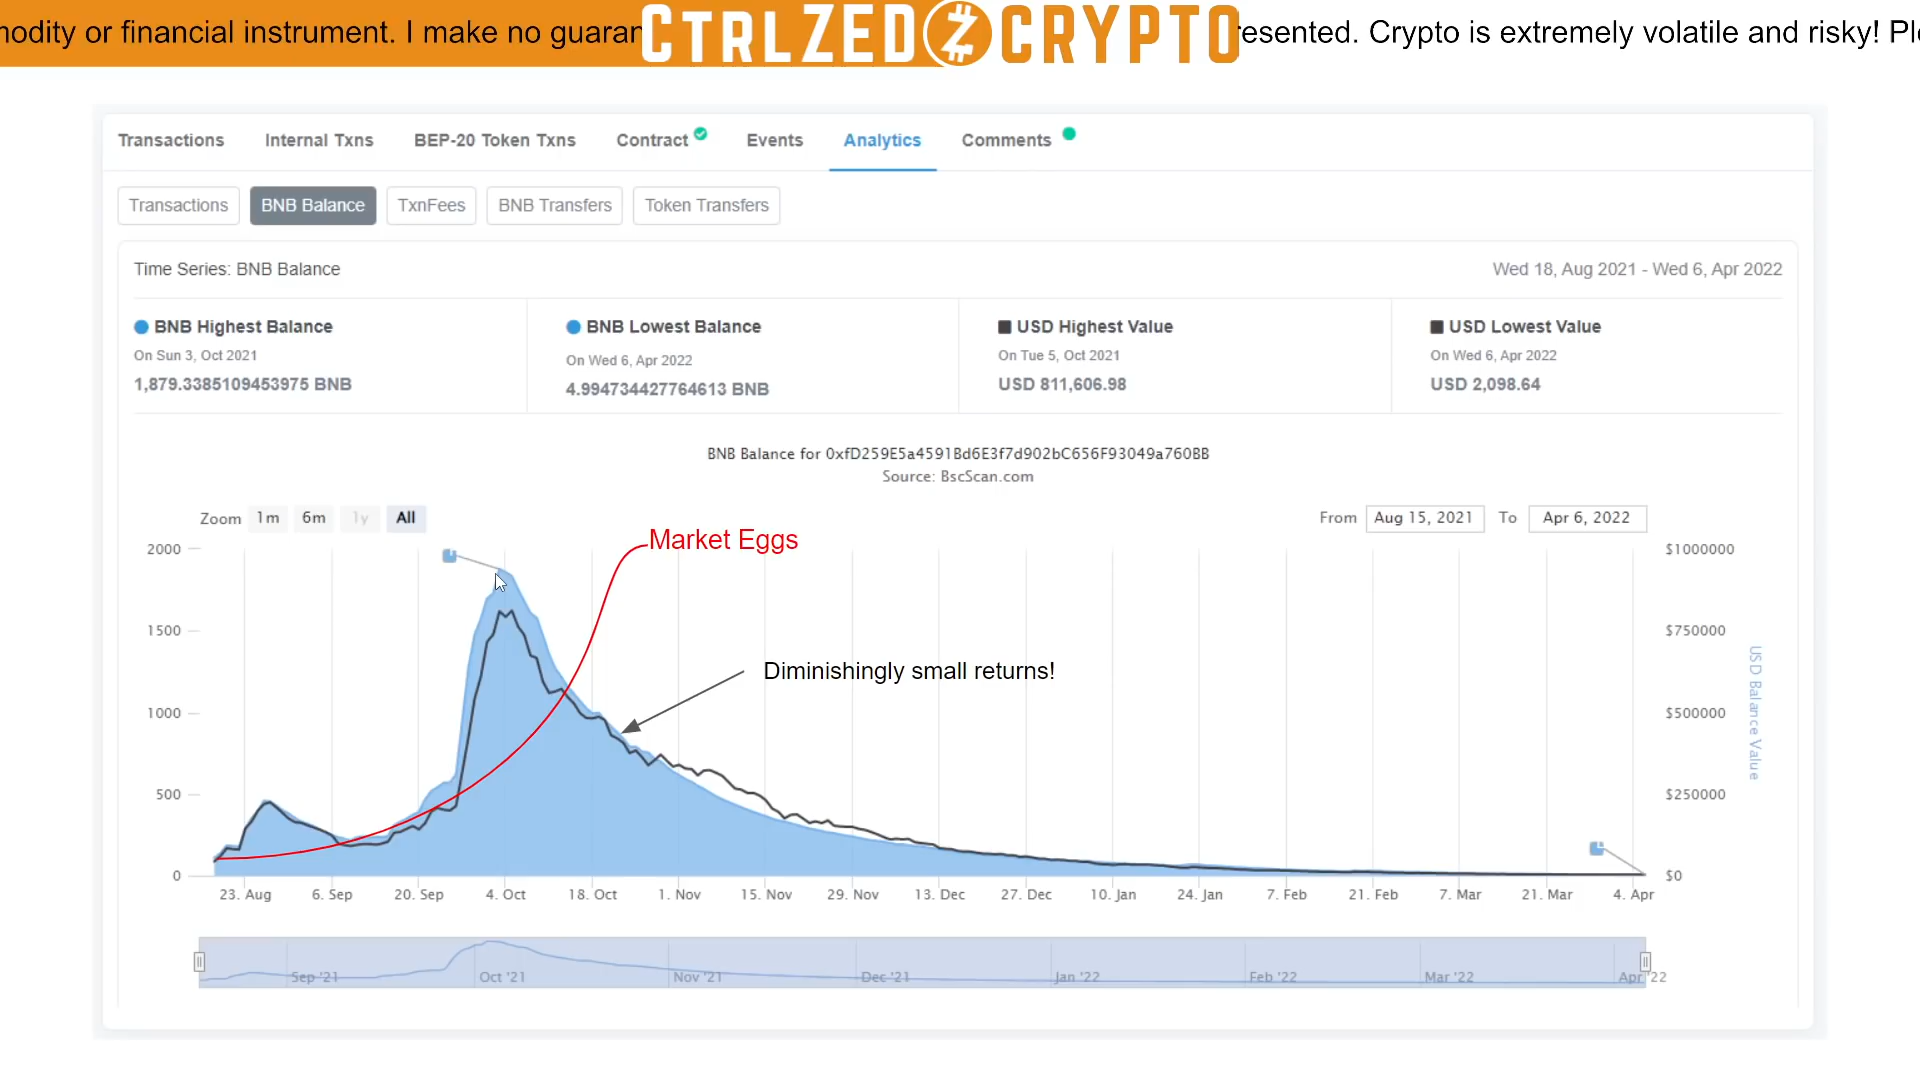 modity or financial instrument. I make no guaran
CTRLZED CRYPTO
resented. Crypto is extremely volatile and risky! Pl
Transactions Internal Txns BEP-20 Token Txns Contract Events Analytics Comments
Transactions BNB Balance TxnFees BNB Transfers Token Transfers
Time Series: BNB Balance Wed 18, Aug 2021 - Wed 6, Apr 2022
BNB Highest Balance
On Sun 3, Oct 2021
1,879.3385109453975 BNB
BNB Lowest Balance
On Wed 6, Apr 2022
4.994734427764613 BNB
USD Highest Value
On Tue 5, Oct 2021
USD 811,606.98
USD Lowest Value
On Wed 6, Apr 2022
USD 2,098.64
BNB Balance for 0xfD259E5a4591Bd6E3f7d902bC656F93049a760BB
Source: BscScan.com
Zoom 1m 6m 1y All
From Aug 15, 2021 To Apr 6, 2022
Market Eggs
Diminishingly small returns!
2000
1500
1000
500
0
$1000000
$750000
$500000
$250000
$0
USD Balance Value
23. Aug 6. Sep 20. Sep 4. Oct 18. Oct 1. Nov 15. Nov 29. Nov 13. Dec 27. Dec 10. Jan 24. Jan 7. Feb 21. Feb 7. Mar 21. Mar 4. Apr
Sep '21 Oct '21 Nov '21 Dec '21 Jan '22 Feb '22 Mar '22 Apr '22